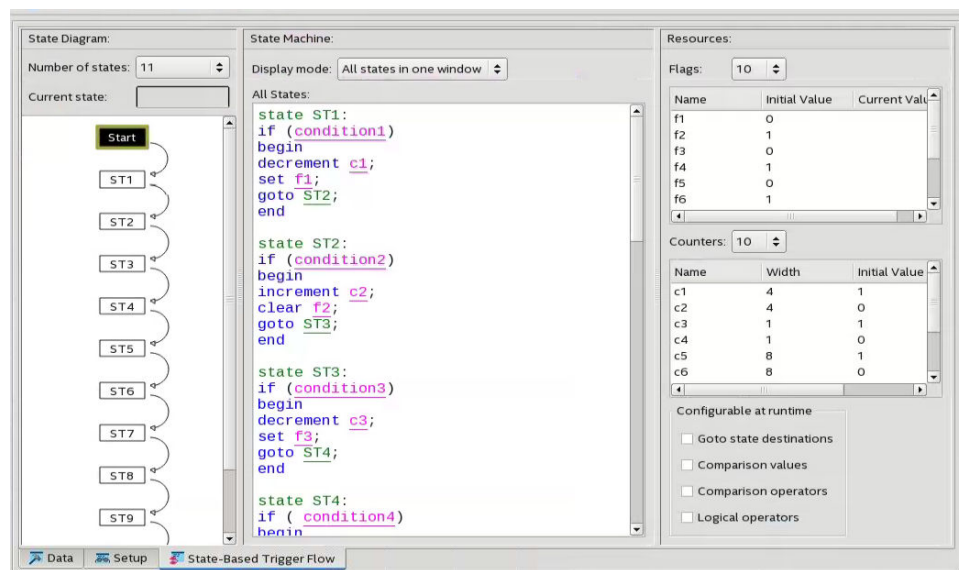 State Diagram:
Number of states: 11
Current state:
Start
ST1
ST2
ST3
ST4
ST5
ST6
ST7
ST8
ST9
State Machine:
Display mode: All states in one window
All States:
state ST1:
if (condition1)
begin
decrement c1;
set f1;
goto ST2;
end
state ST2:
if (condition2)
begin
increment c2;
clear f2;
goto ST3;
end
state ST3:
if (condition3)
begin
decrement c3;
set f3;
goto ST4;
end
state ST4:
if ( condition4)
begin
Resources:
Flags: 10
Name Initial Value Current Valu
f1 0
f2 1
f3 0
f4 1
f5 0
f6 1
Counters: 10
Name Width Initial Value
c1 4 1
c2 4 0
c3 1 1
c4 1 0
c5 8 1
c6 8 0
Configurable at runtime
Goto state destinations
Comparison values
Comparison operators
Logical operators
Data Setup State-Based Trigger Flow